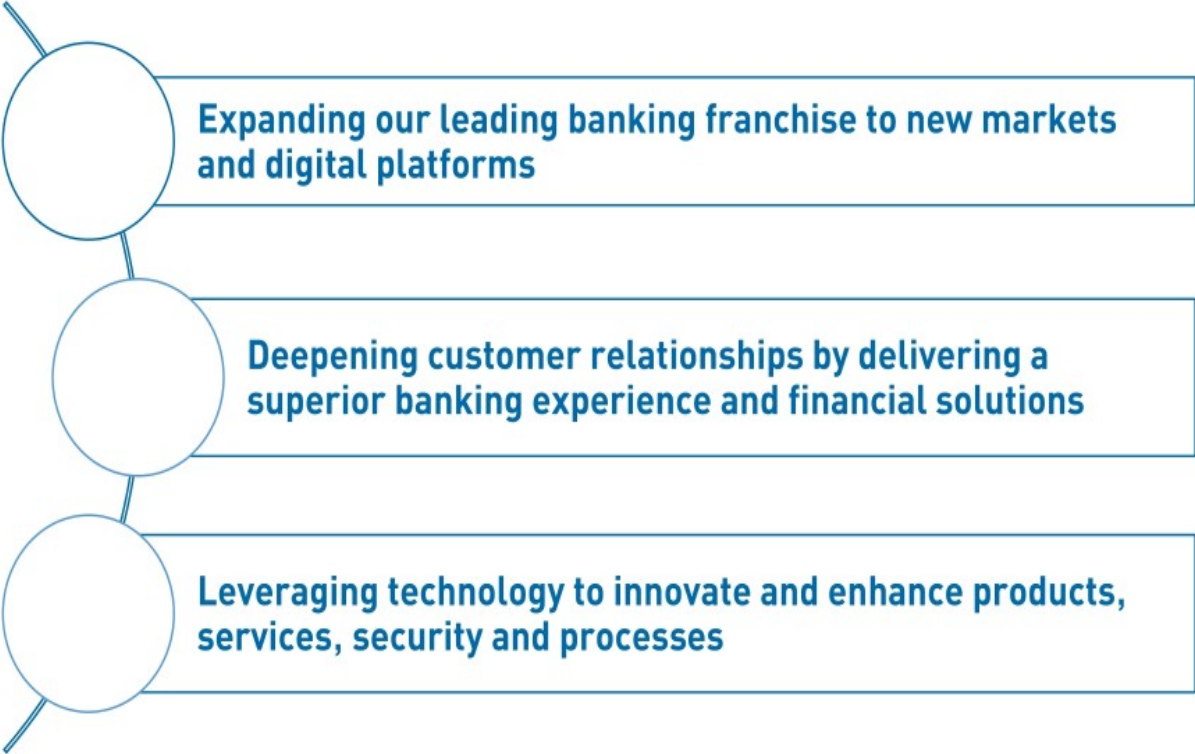 Expanding our leading banking franchise to new markets
and digital platforms
Deepening customer relationships by delivering a
superior banking experience and financial solutions
Leveraging technology to innovate and enhance products,
services, security and processes